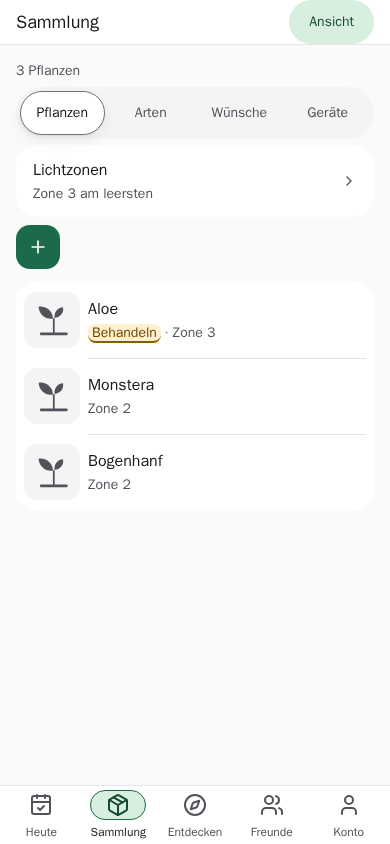 Sammlung
Ansicht
3 Pflanzen
Pflanzen Arten Wünsche Geräte
Lichtzonen
Zone 3 am leersten
Aloe
Behandeln · Zone 3
Monstera
Zone 2
Bogenhanf
Zone 2
Heute Sammlung Entdecken Freunde Konto